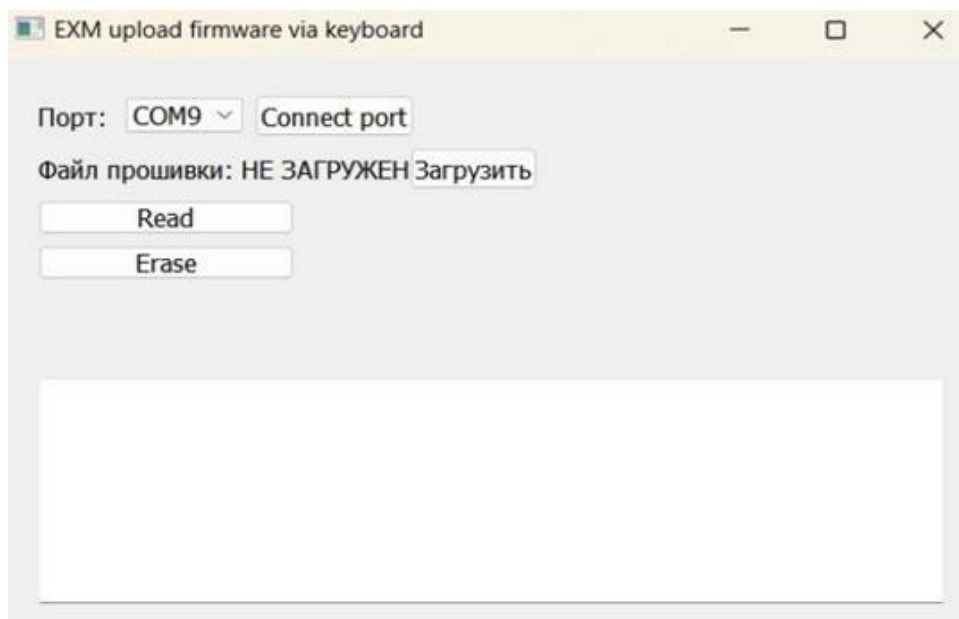 EXM upload firmware via keyboard
Порт: COM9 Connect port
Файл прошивки: НЕ ЗАГРУЖЕН Загрузить
Read
Erase